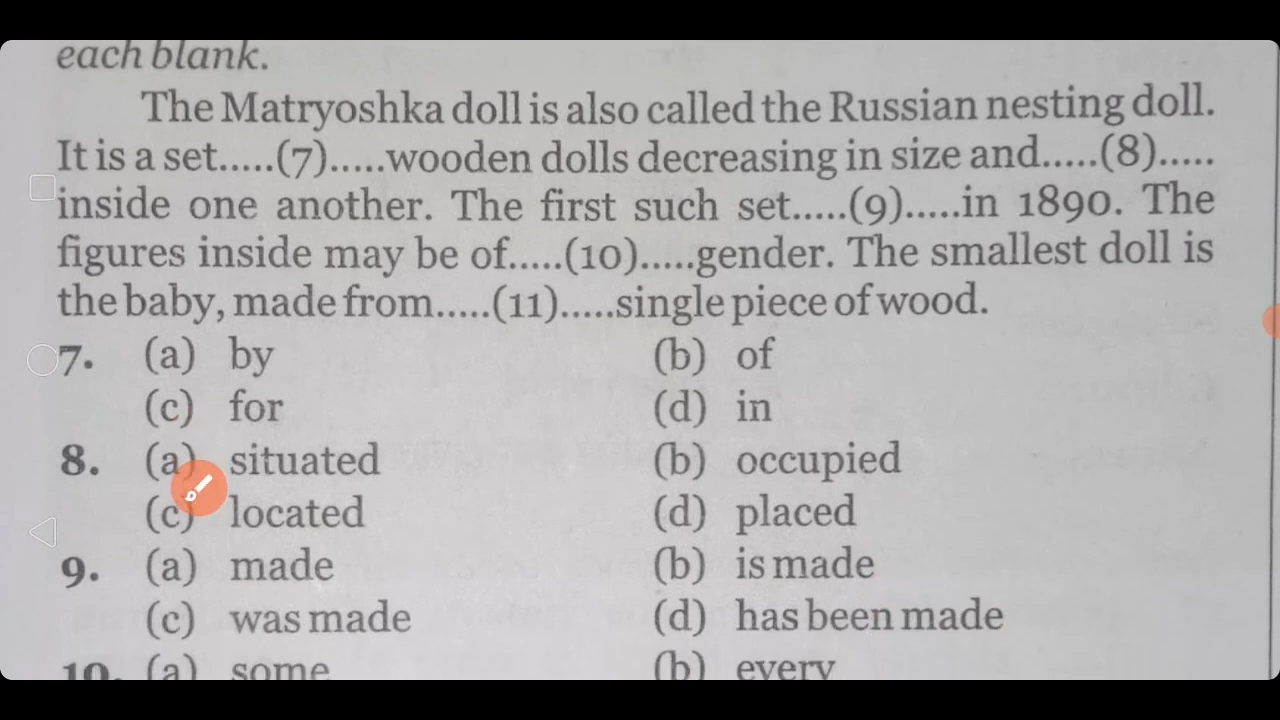 each blank.
The Matryoshka doll is also called the Russian nesting doll.
It is a set.....(7).....wooden dolls decreasing in size and.....(8).....
inside one another. The first such set.....(9).....in 1890. The
figures inside may be of.....(10).....gender. The smallest doll is
the baby, made from.....(11).....single piece of wood.
7. (a) by (b) of
(c) for (d) in
8. (a) situated (b) occupied
(c) located (d) placed
9. (a) made (b) is made
(c) was made (d) has been made
10. (a) some (b) every